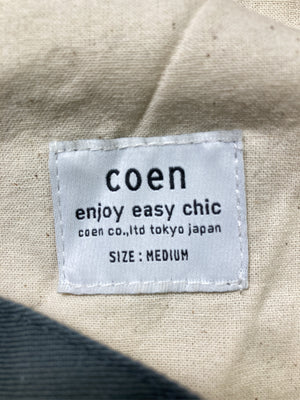 coen
enjoy easy chic
coen co.,ltd tokyo japan
SIZE : MEDIUM